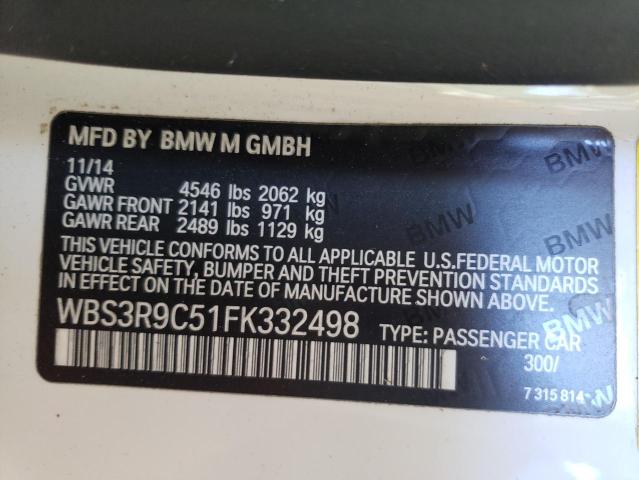 MFD BY BMW M GMBH
11/14
GVWR 4546 lbs 2062 kg
GAWR FRONT 2141 lbs 971 kg
GAWR REAR 2489 lbs 1129 kg
THIS VEHICLE CONFORMS TO ALL APPLICABLE U.S.FEDERAL MOTOR
VEHICLE SAFETY, BUMPER AND THEFT PREVENTION STANDARDS
IN EFFECT ON THE DATE OF MANUFACTURE SHOWN ABOVE.
WBS3R9C51FK332498 TYPE: PASSENGER CAR
300/
7 315 814
BMW
BMW
BMW
BMW
BMW